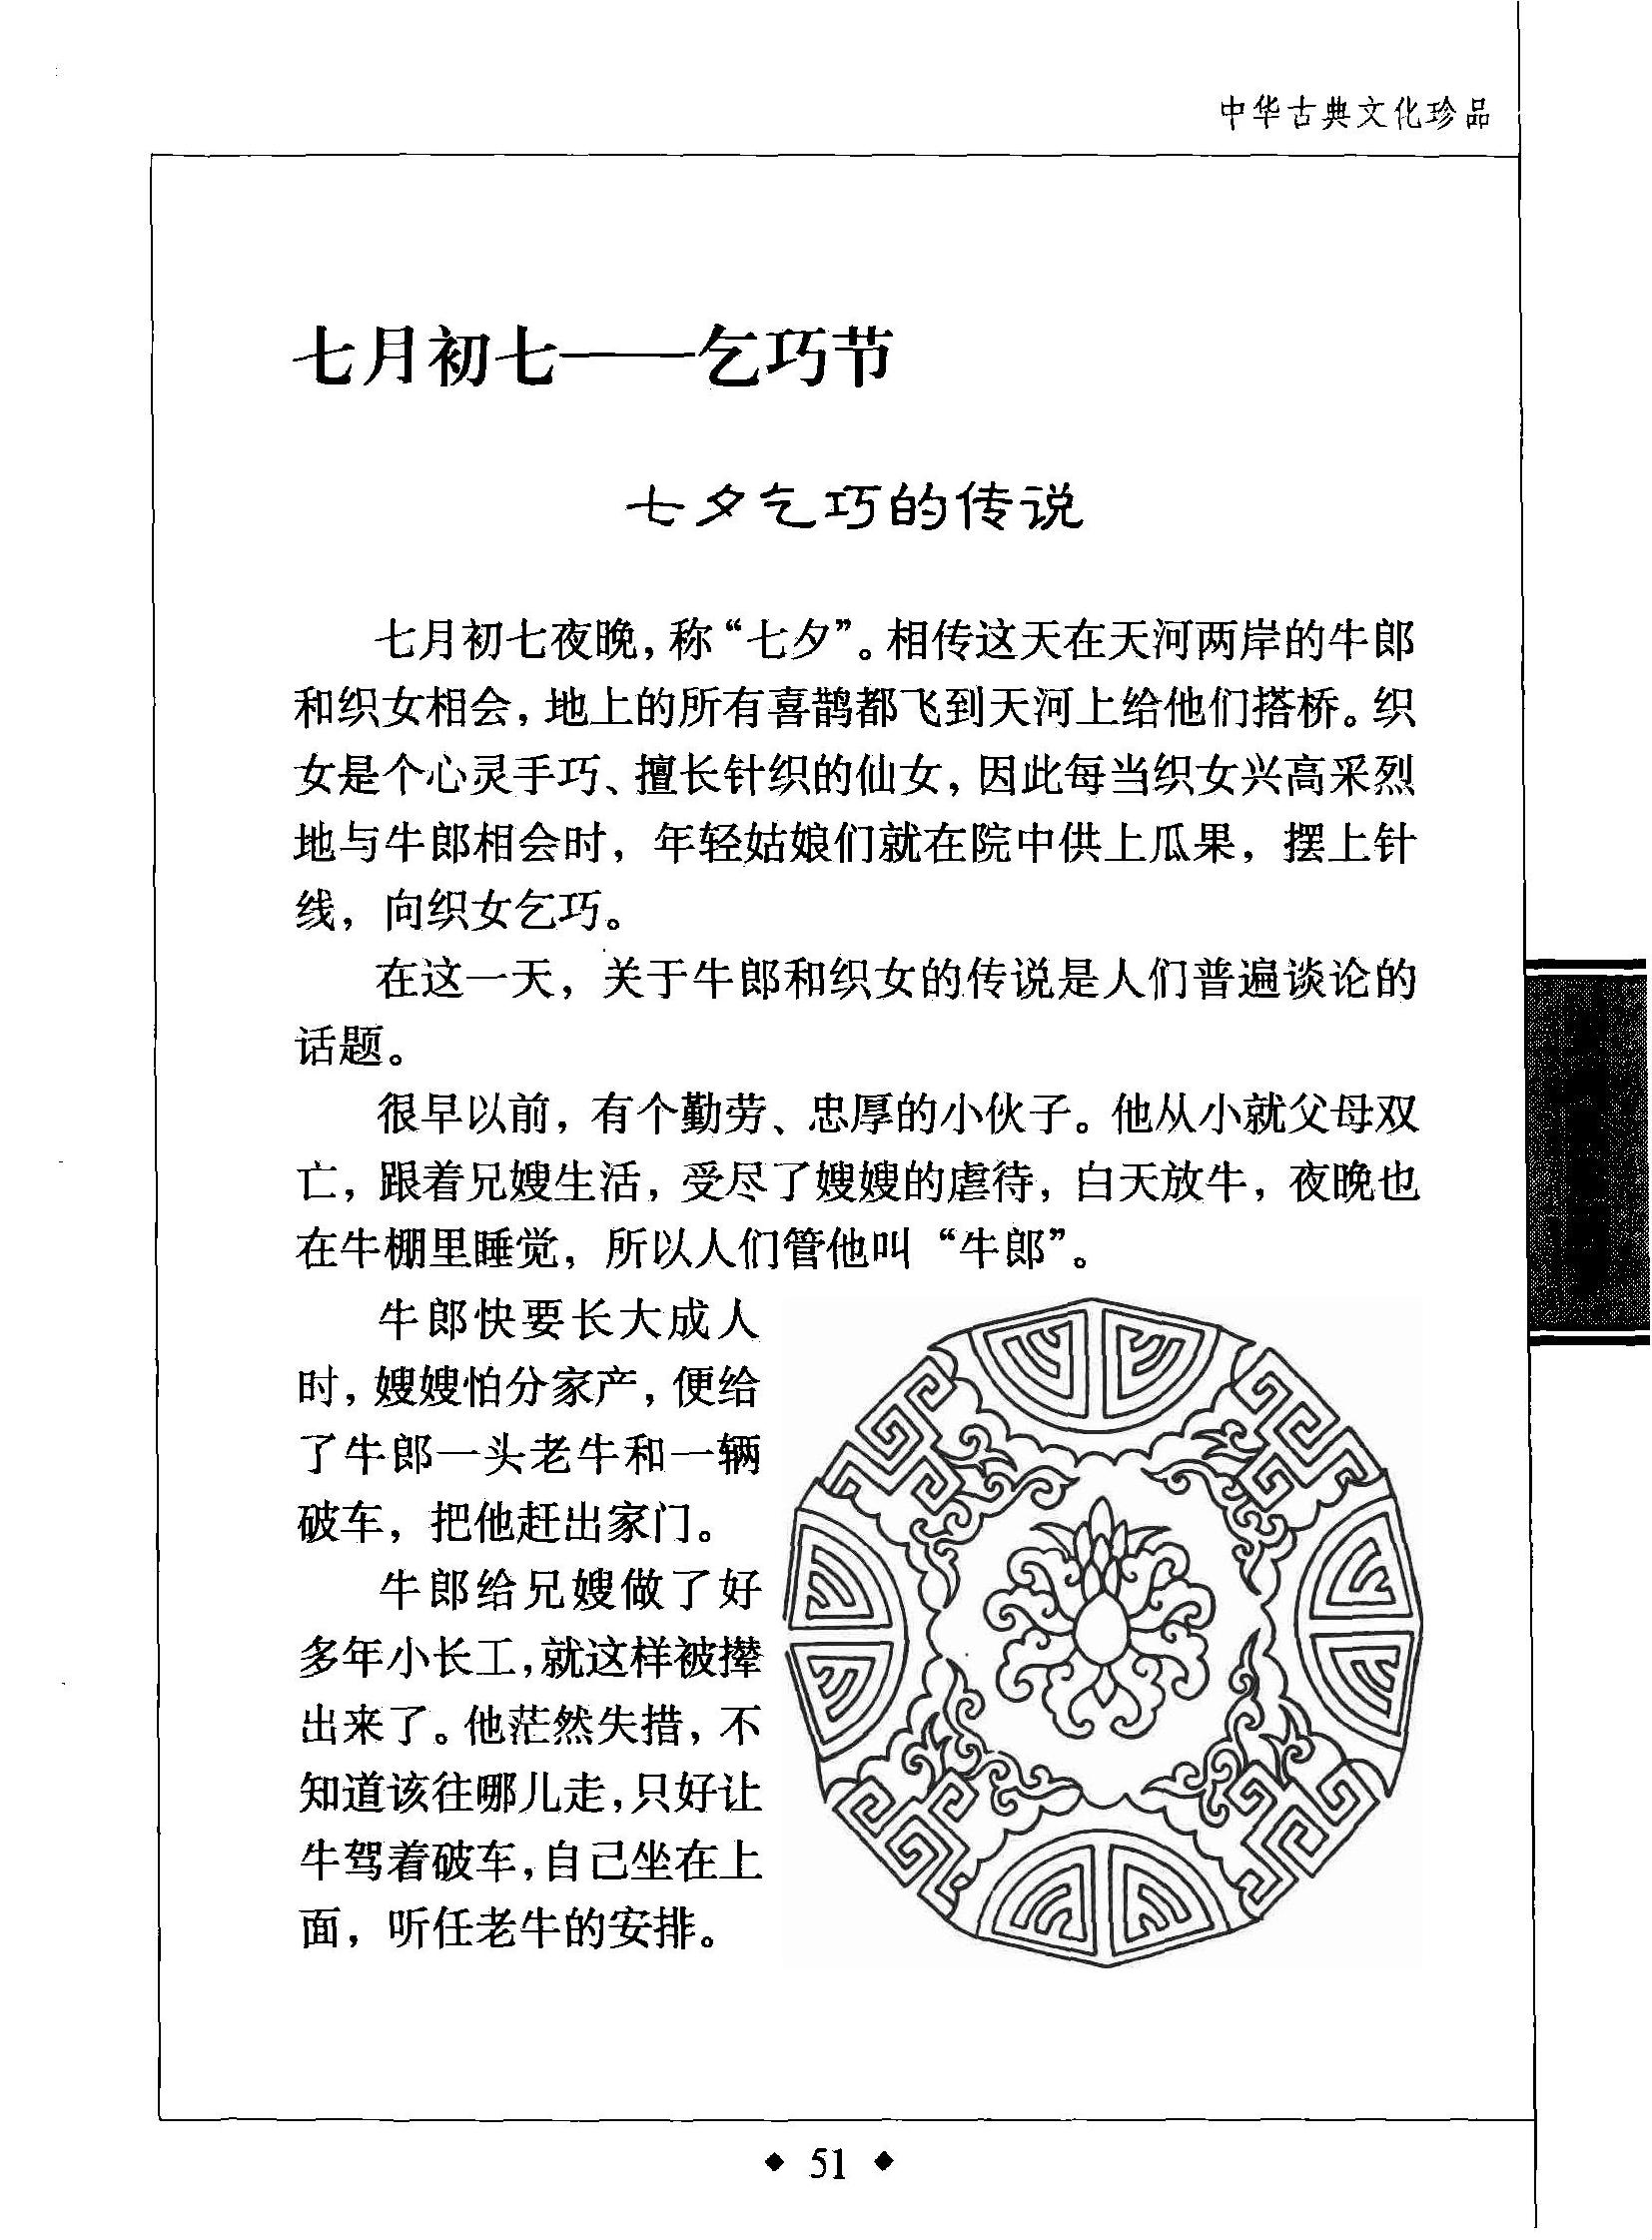 中华古典文化珍品
七月初七——乞巧节
七夕乞巧的传说
七月初七夜晚，称“七夕”。相传这天在天河两岸的牛郎
和织女相会，地上的所有喜鹊都飞到天河上给他们搭桥。织
女是个心灵手巧、擅长针织的仙女，因此每当织女兴高采烈
地与牛郎相会时，年轻姑娘们就在院中供上瓜果，摆上针
线，向织女乞巧。
在这一天，关于牛郎和织女的传说是人们普遍谈论的
话题。
很早以前，有个勤劳、忠厚的小伙子。他从小就父母双
亡，跟着兄嫂生活，受尽了嫂嫂的虐待，白天放牛，夜晚也
在牛棚里睡觉，所以人们管他叫“牛郎”。
牛郎快要长大成人
时，嫂嫂怕分家产，便给
了牛郎一头老牛和一辆
破车，把他赶出家门。
牛郎给兄嫂做了好
多年小长工，就这样被撵
出来了。他茫然失措，不
知道该往哪儿走，只好让
牛驾着破车，自己坐在上
面，听任老牛的安排。
◆ 51 ◆